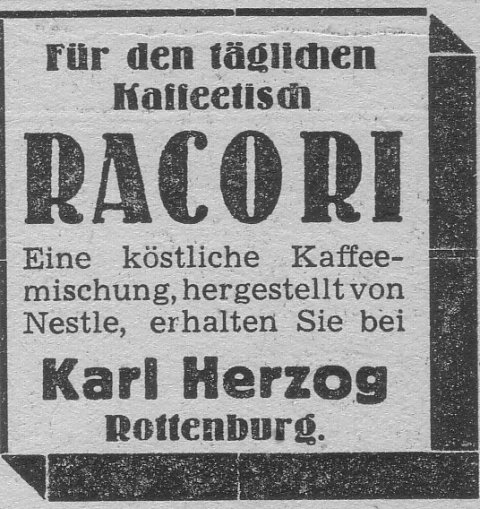 Für den täglichen
Kaffeetisch
RACORI
Eine köstliche Kaffee-
mischung, hergestellt von
Nestle, erhalten Sie bei
Karl Herzog
Rottenburg.